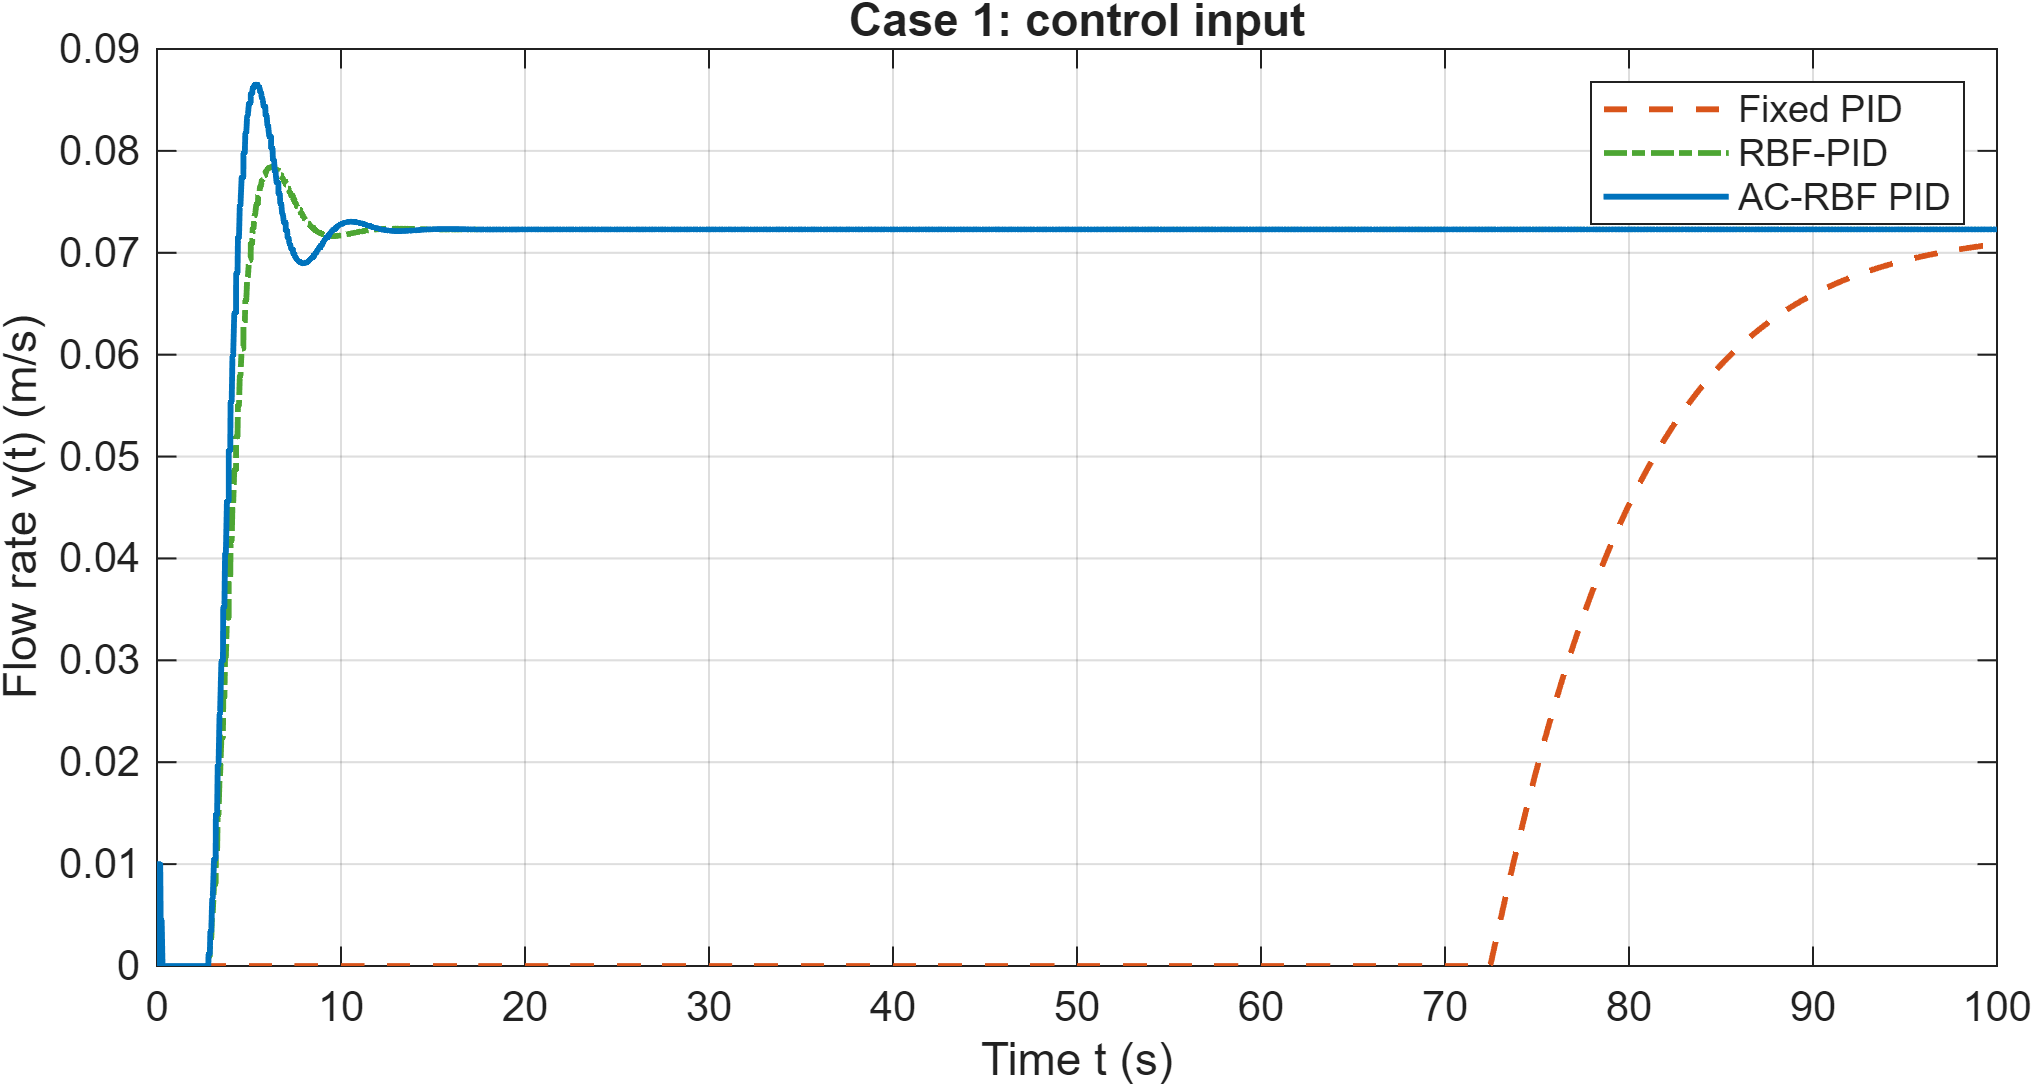 Case 1: control input
Flow rate v(t) (m/s)
0.09
0.08
0.07
0.06
0.05
0.04
0.03
0.02
0.01
0
Fixed PID
RBF-PID
AC-RBF PID
0 10 20 30 40 50 60 70 80 90 100
Time t (s)